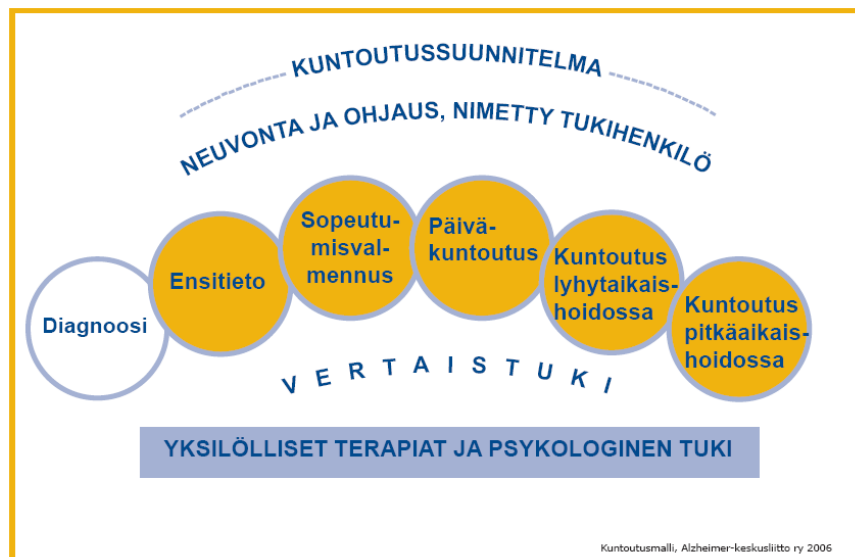 KUNTOUTUSSUUNNITELMA
NEUVONTA JA OHJAUS, NIMETTY TUKIHENKILÖ
Diagnoosi
Ensitieto
Sopeutu-
misval-
mennus
Päivä-
kuntoutus
Kuntoutus
lyhytaikais-
hoidossa
Kuntoutus
pitkäaikais-
hoidossa
V E R T A I S T U K I
YKSILÖLLISET TERAPIAT JA PSYKOLOGINEN TUKI
Kuntoutusmalli, Alzheimer-keskusliitto ry 2006